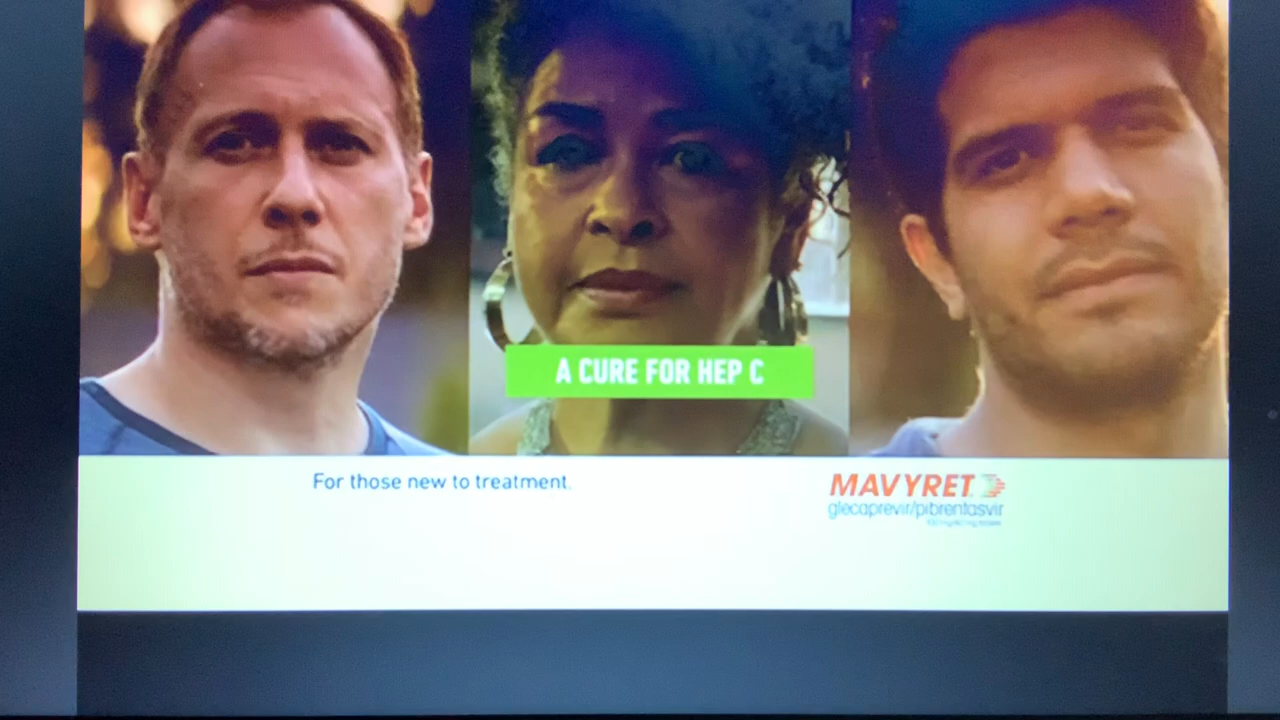 A CURE FOR HEP C
For those new to treatment.
MAVYRET
glecaprevir/pibrentasvir